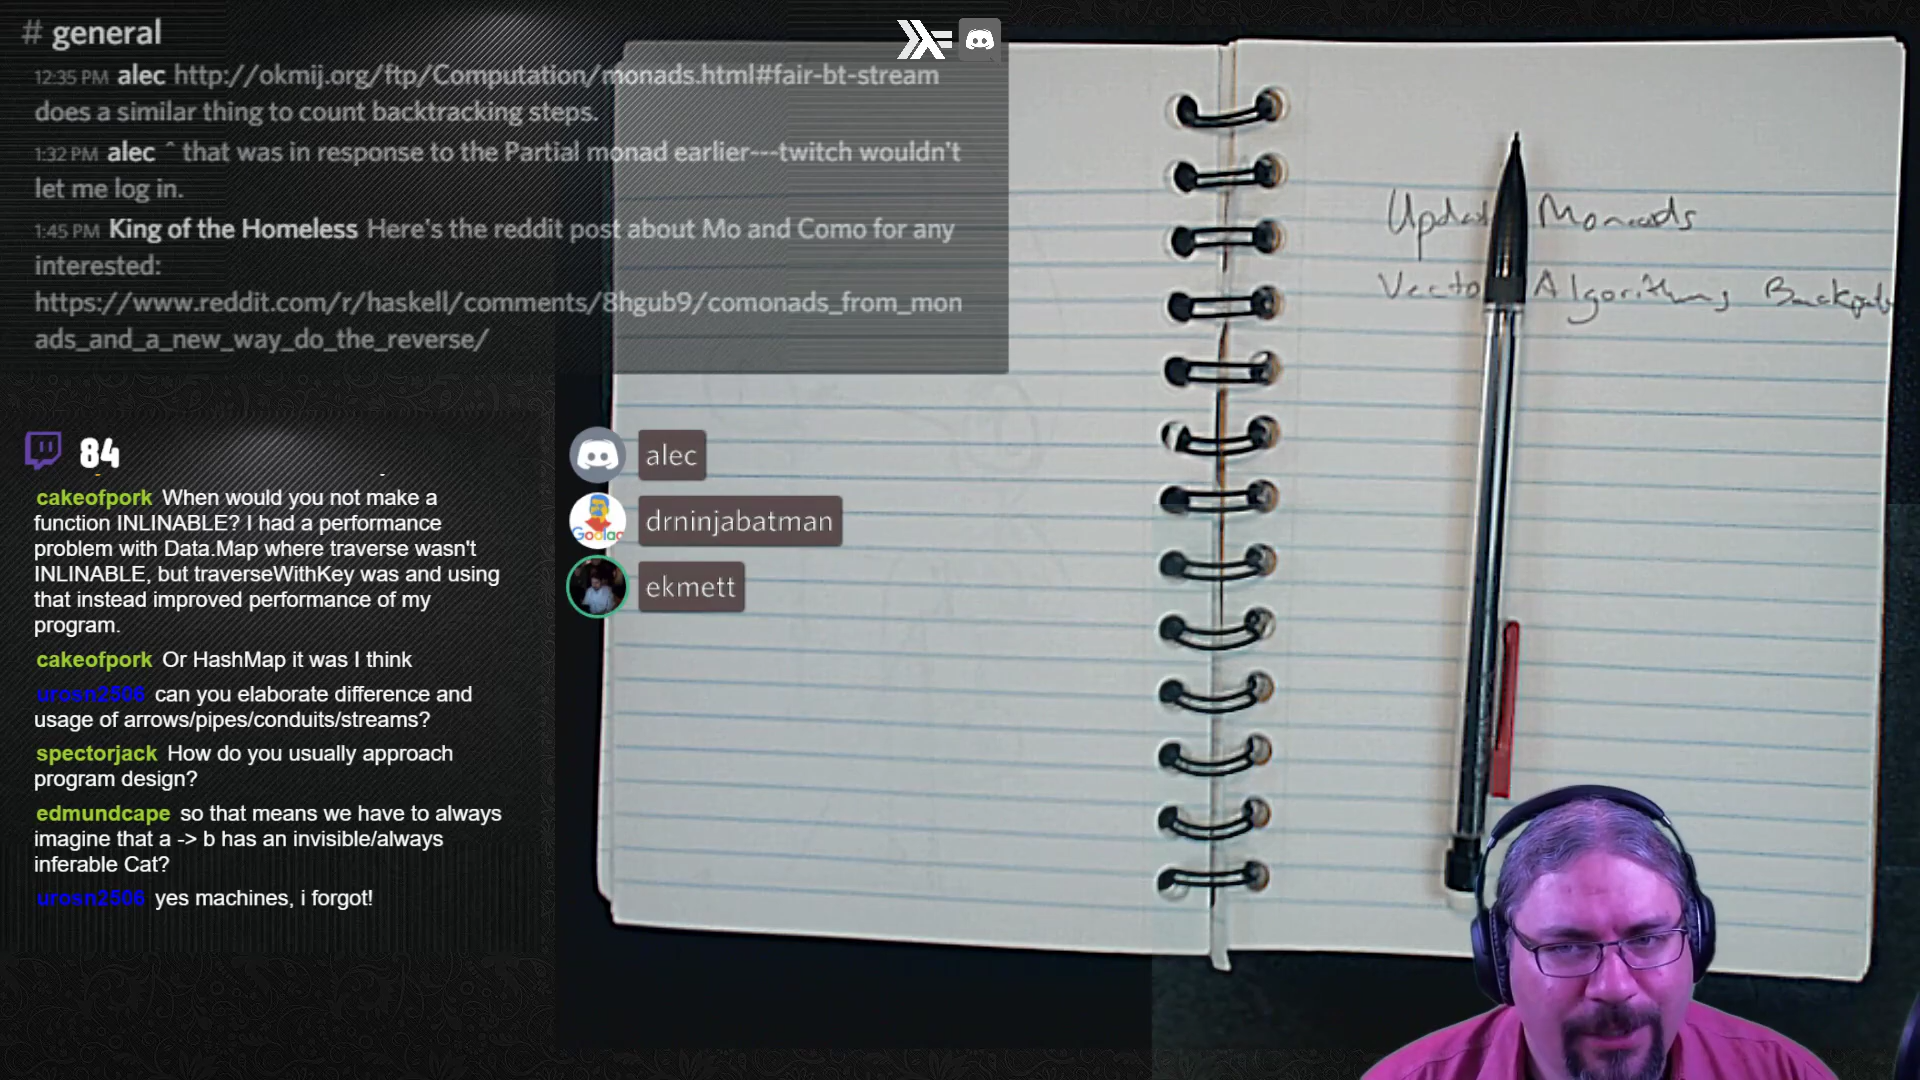 # general
12:35 PM alec http://okmij.org/ftp/Computation/monads.html#fair-bt-stream
does a similar thing to count backtracking steps.
1:32 PM alec ^ that was in response to the Partial monad earlier---twitch wouldn't
let me log in.
1:45 PM King of the Homeless Here's the reddit post about Mo and Como for any
interested:
https://www.reddit.com/r/haskell/comments/8hgub9/comonads_from_mon
ads_and_a_new_way_do_the_reverse/
84
cakeofpork When would you not make a
function INLINABLE? I had a performance
problem with Data.Map where traverse wasn't
INLINABLE, but traverseWithKey was and using
that instead improved performance of my
program.
cakeofpork Or HashMap it was I think
urosn2506 can you elaborate difference and
usage of arrows/pipes/conduits/streams?
spectorjack How do you usually approach
program design?
edmundcape so that means we have to always
imagine that a -> b has an invisible/always
inferable Cat?
urosn2506 yes machines, i forgot!
alec
drninjabatman
ekmett
Monads
Algorithms